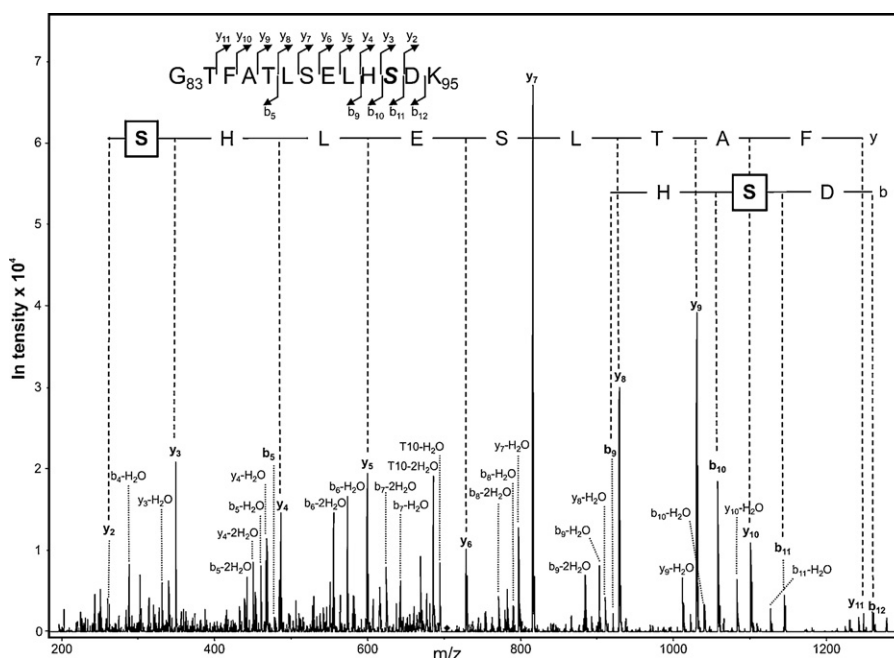 y₁₁ y₁₀ y₉ y₈ y₇ y₆ y₅ y₄ y₃ y₂
G₈₃TFATLSELHSDK₉₅
b₅ b₉ b₁₀ b₁₁ b₁₂
y₇
S H L E S L T A F y
H S D b
7
6
5
4
3
2
1
0
In tensity x 10⁴
y₂
b₄-H₂O
y₃-H₂O
y₃
b₅-2H₂O
y₄-2H₂O
b₅-H₂O
y₄-H₂O
b₅
y₄
b₆-2H₂O
b₆-H₂O
y₅
b₇-2H₂O
b₇-H₂O
T10-2H₂O
T10-H₂O
y₆
b₈-2H₂O
b₈-H₂O
y₇-H₂O
b₉-2H₂O
b₉-H₂O
y₈-H₂O
b₉
y₈
y₉-H₂O
y₉
b₁₀-H₂O
b₁₀
y₁₀-H₂O
y₁₀
b₁₁-H₂O
b₁₁
y₁₁
b₁₂
200 400 600 800 1000 1200
m/z